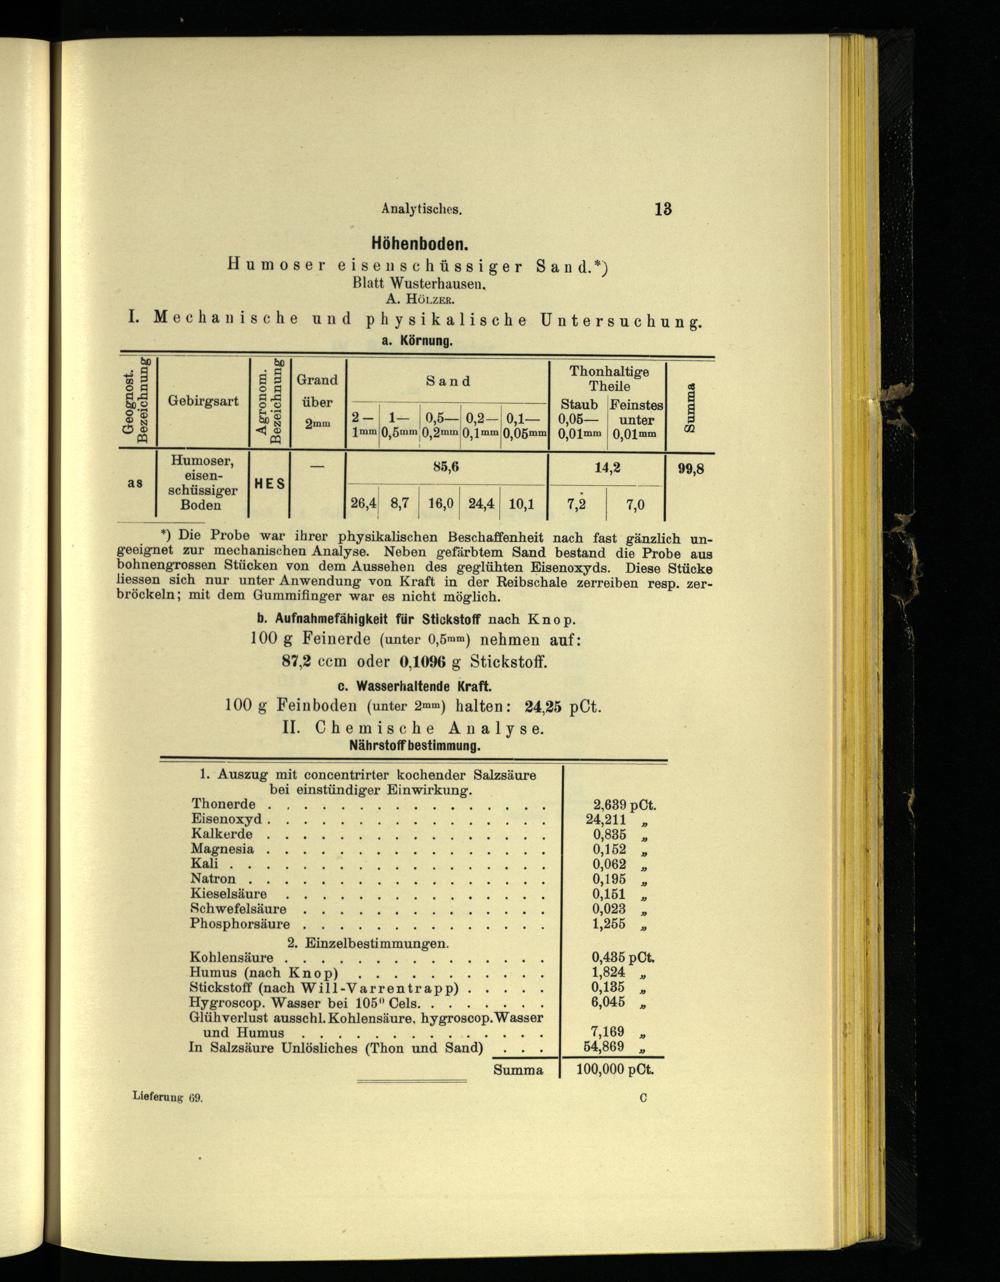 Analytisches. 13
Höhenboden.
Humoser eisenschüssiger Sand.*)
Blatt Wusterhausen.
A. HÖLZER.
I. Mechanische und physikalische Untersuchung.
a. Körnung.
Geognost. Bezeichnung
Gebirgsart
Agronom. Bezeichnung
Grand über 2mm
Sand
2—1mm 1—0,5mm 0,5—0,2mm 0,2—0,1mm 0,1—0,05mm
Thonhaltige Theile
Staub 0,05—0,01mm
Feinstes unter 0,01mm
Summa
as
Humoser, eisen-
schüssiger
Boden
HES
—
85,6 14,2 99,8
26,4 8,7 16,0 24,4 10,1 7,2 7,0
*) Die Probe war ihrer physikalischen Beschaffenheit nach fast gänzlich un-
geeignet zur mechanischen Analyse. Neben gefärbtem Sand bestand die Probe aus
bohnengrossen Stücken von dem Aussehen des geglühten Eisenoxyds. Diese Stücke
liessen sich nur unter Anwendung von Kraft in der Reibschale zerreiben resp. zer-
bröckeln; mit dem Gummifinger war es nicht möglich.
b. Aufnahmefähigkeit für Stickstoff nach Knop.
100 g Feinerde (unter 0,5mm) nehmen auf:
87,2 ccm oder 0,1096 g Stickstoff.
c. Wasserhaltende Kraft.
100 g Feinboden (unter 2mm) halten: 24,25 pCt.
II. Chemische Analyse.
Nährstoffbestimmung.
1. Auszug mit concentrirter kochender Salzsäure
bei einstündiger Einwirkung.
Thonerde . . . . . . . . . . . . . . . . 2,639 pCt.
Eisenoxyd . . . . . . . . . . . . . . . . 24,211 „
Kalkerde . . . . . . . . . . . . . . . . 0,835 „
Magnesia . . . . . . . . . . . . . . . . 0,152 „
Kali . . . . . . . . . . . . . . . . . . 0,062 „
Natron . . . . . . . . . . . . . . . . . 0,195 „
Kieselsäure . . . . . . . . . . . . . . . 0,151 „
Schwefelsäure . . . . . . . . . . . . . . 0,023 „
Phosphorsäure . . . . . . . . . . . . . . 1,255 „
2. Einzelbestimmungen.
Kohlensäure . . . . . . . . . . . . . . . 0,435 pCt.
Humus (nach Knop) . . . . . . . . . . . 1,824 „
Stickstoff (nach Will-Varrentrapp) . . . . . 0,135 „
Hygroscop. Wasser bei 105° Cels. . . . . . . . 6,045 „
Glühverlust ausschl. Kohlensäure, hygroscop. Wasser
und Humus . . . . . . . . . . . . . . 7,169 „
In Salzsäure Unlösliches (Thon und Sand) . . . 54,869 „
Summa 100,000 pCt.
Lieferung 69. C